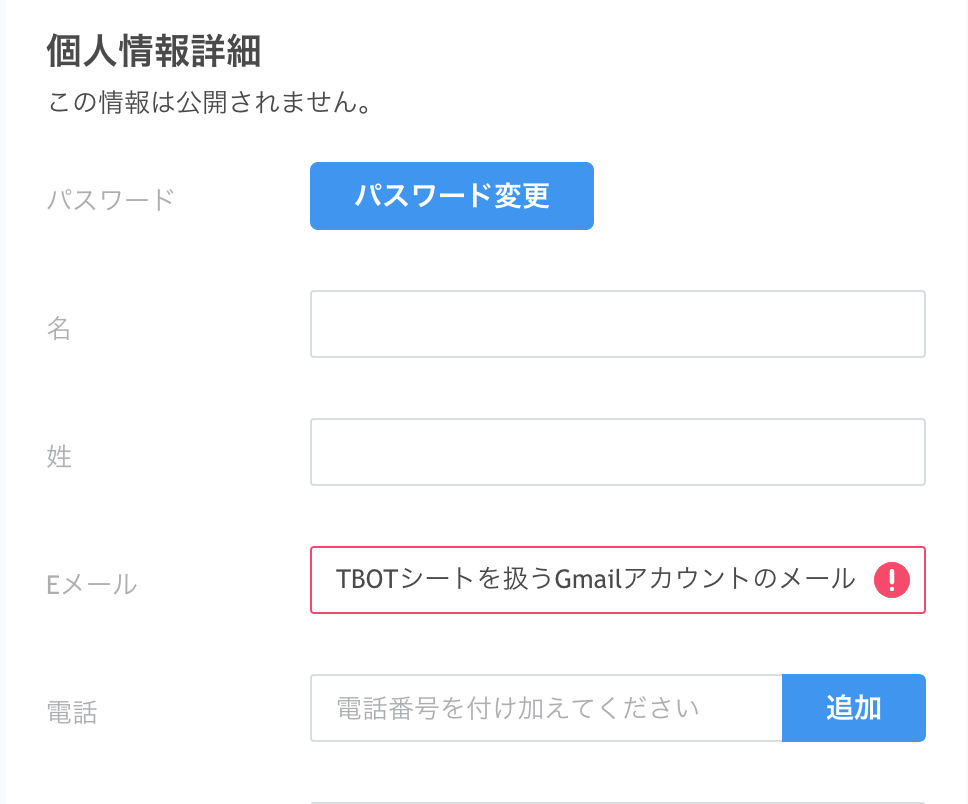 個人情報詳細
この情報は公開されません。
パスワード
パスワード変更
名
姓
Eメール
TBOTシートを扱うGmailアカウントのメール
電話
電話番号を付け加えてください
追加